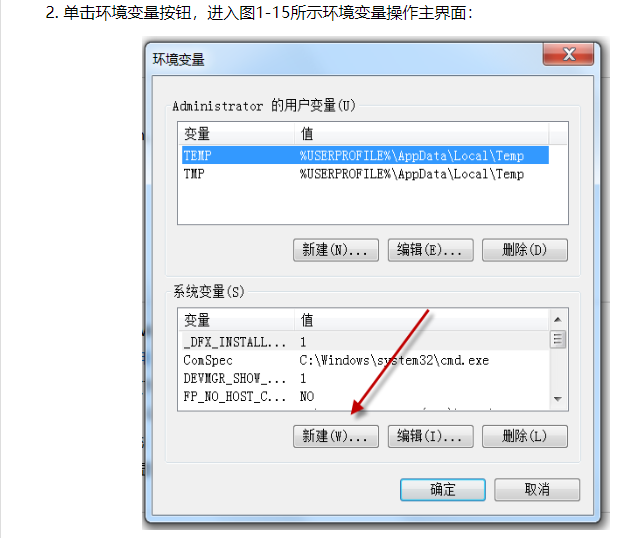 2. 单击环境变量按钮，进入图1-15所示环境变量操作主界面：
环境变量
Administrator 的用户变量(U)
变量 值
TEMP %USERPROFILE%\AppData\Local\Temp
TMP %USERPROFILE%\AppData\Local\Temp
新建(N)... 编辑(E)... 删除(D)
系统变量(S)
变量 值
_DFX_INSTALL... 1
ComSpec C:\Windows\system32\cmd.exe
DEVMGR_SHOW_... 1
FP_NO_HOST_C... NO
新建(W)... 编辑(I)... 删除(L)
确定 取消